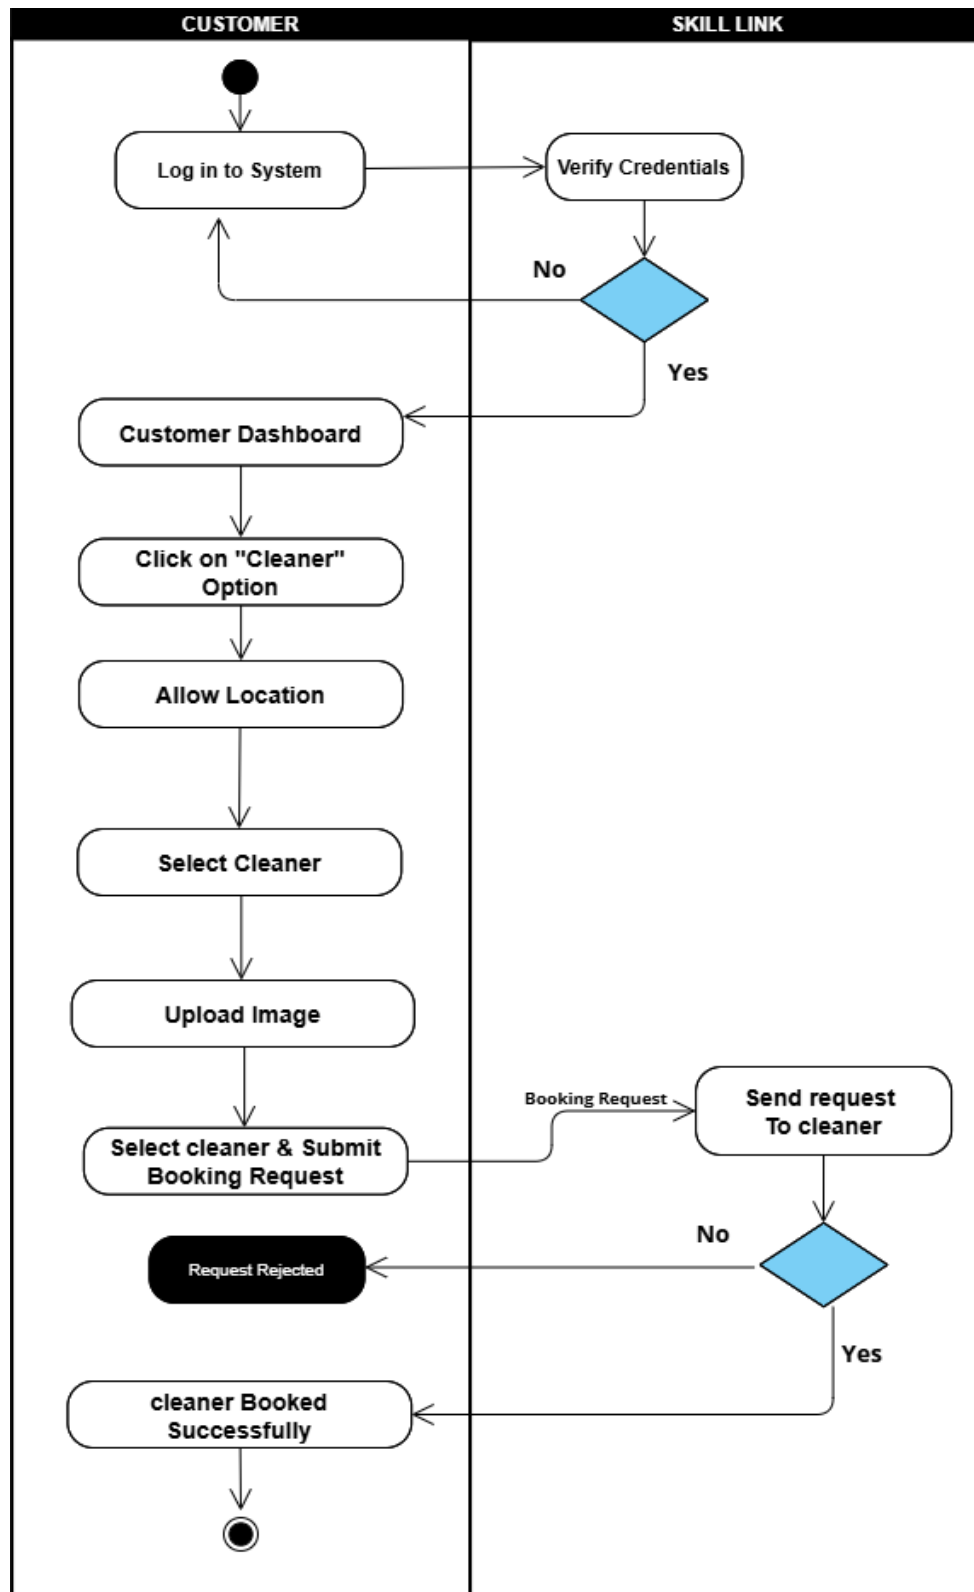 CUSTOMER
SKILL LINK
Log in to System
Verify Credentials
No
Yes
Customer Dashboard
Click on "Cleaner"
Option
Allow Location
Select Cleaner
Upload Image
Booking Request
Send request
To cleaner
Select cleaner & Submit
Booking Request
No
Request Rejected
Yes
cleaner Booked
Successfully